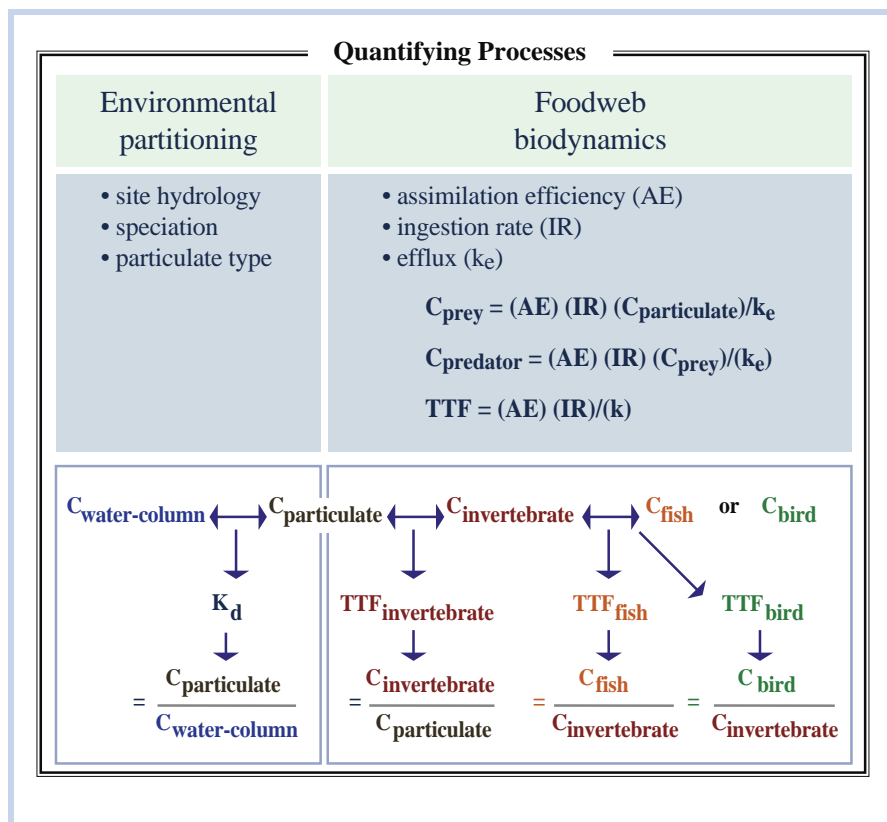 Quantifying Processes
Environmental
partitioning
Foodweb
biodynamics
• site hydrology
• speciation
• particulate type
• assimilation efficiency (AE)
• ingestion rate (IR)
• efflux (ke)
Cprey = (AE) (IR) (Cparticulate)/ke
Cpredator = (AE) (IR) (Cprey)/(ke)
TTF = (AE) (IR)/(k)
Cwater-column Cparticulate Cinvertebrate Cfish or Cbird
Kd TTFinvertebrate TTFfish TTFbird
= Cparticulate = Cinvertebrate = Cfish = Cbird
Cwater-column Cparticulate Cinvertebrate Cinvertebrate